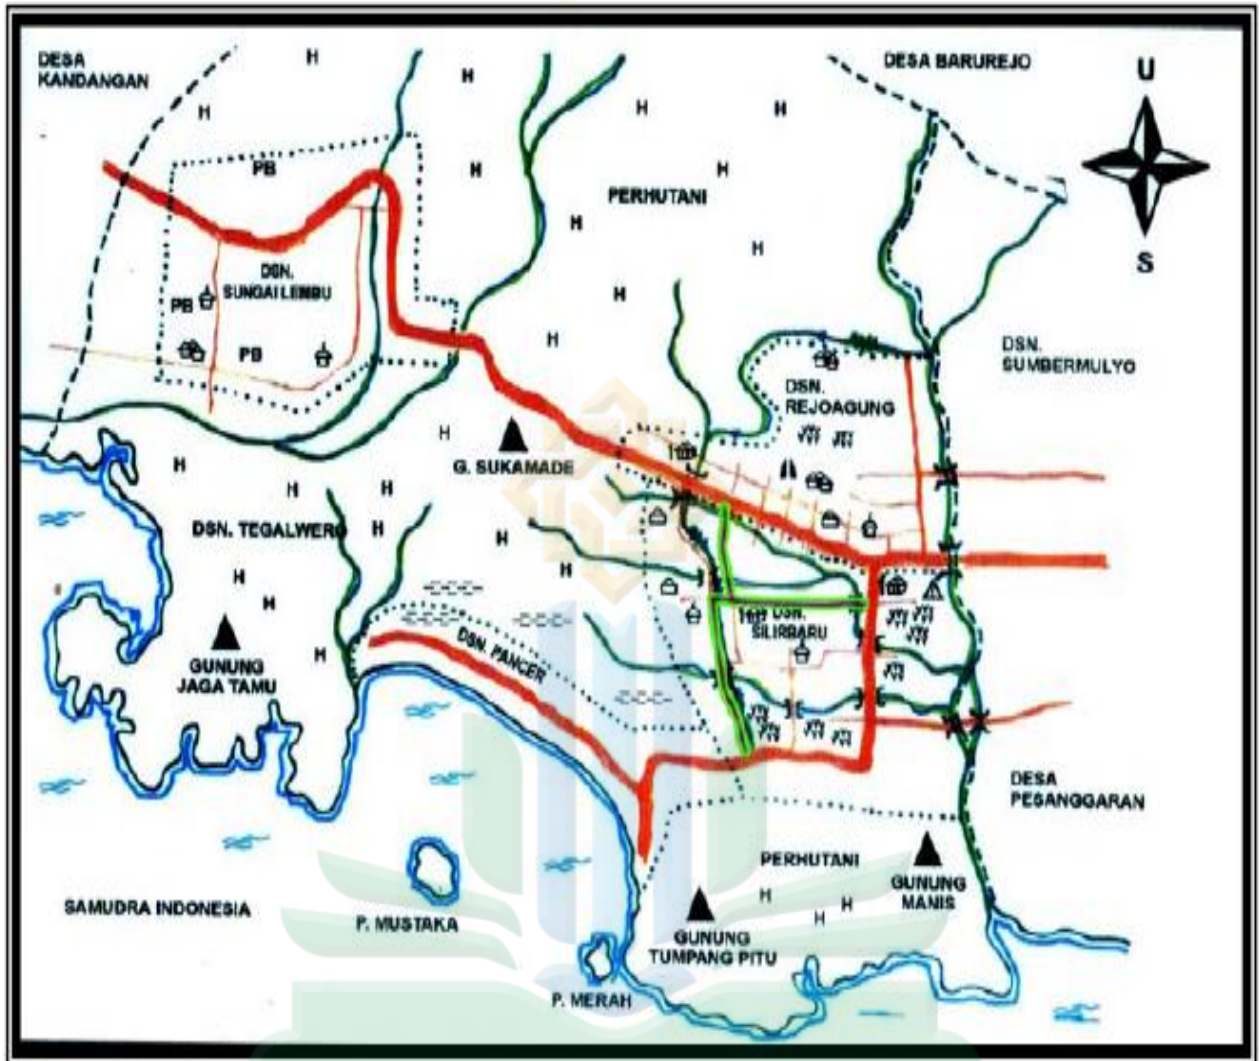 DESA
KANDANGAN
H
H
H
DESA BARUREJO
U
S
H
H
H
H
H
H
H
H
H
PB
PERHUTANI
DSN.
SUNGAI LEMBU
PB
PB
DSN.
SUMBERMULYO
DSN.
REJOAGUNG
G. SUKAMADE
H
H
H
H
H
H
H
DSN. TEGALWERO
H
H
H
H
GUNUNG
JAGA TAMU
DSN. PANCER
DSN.
SILIRBARU
DESA
PESANGGARAN
PERHUTANI
GUNUNG
MANIS
H
H
H
GUNUNG
TUMPANG PITU
SAMUDRA INDONESIA
P. MUSTAKA
P. MERAH